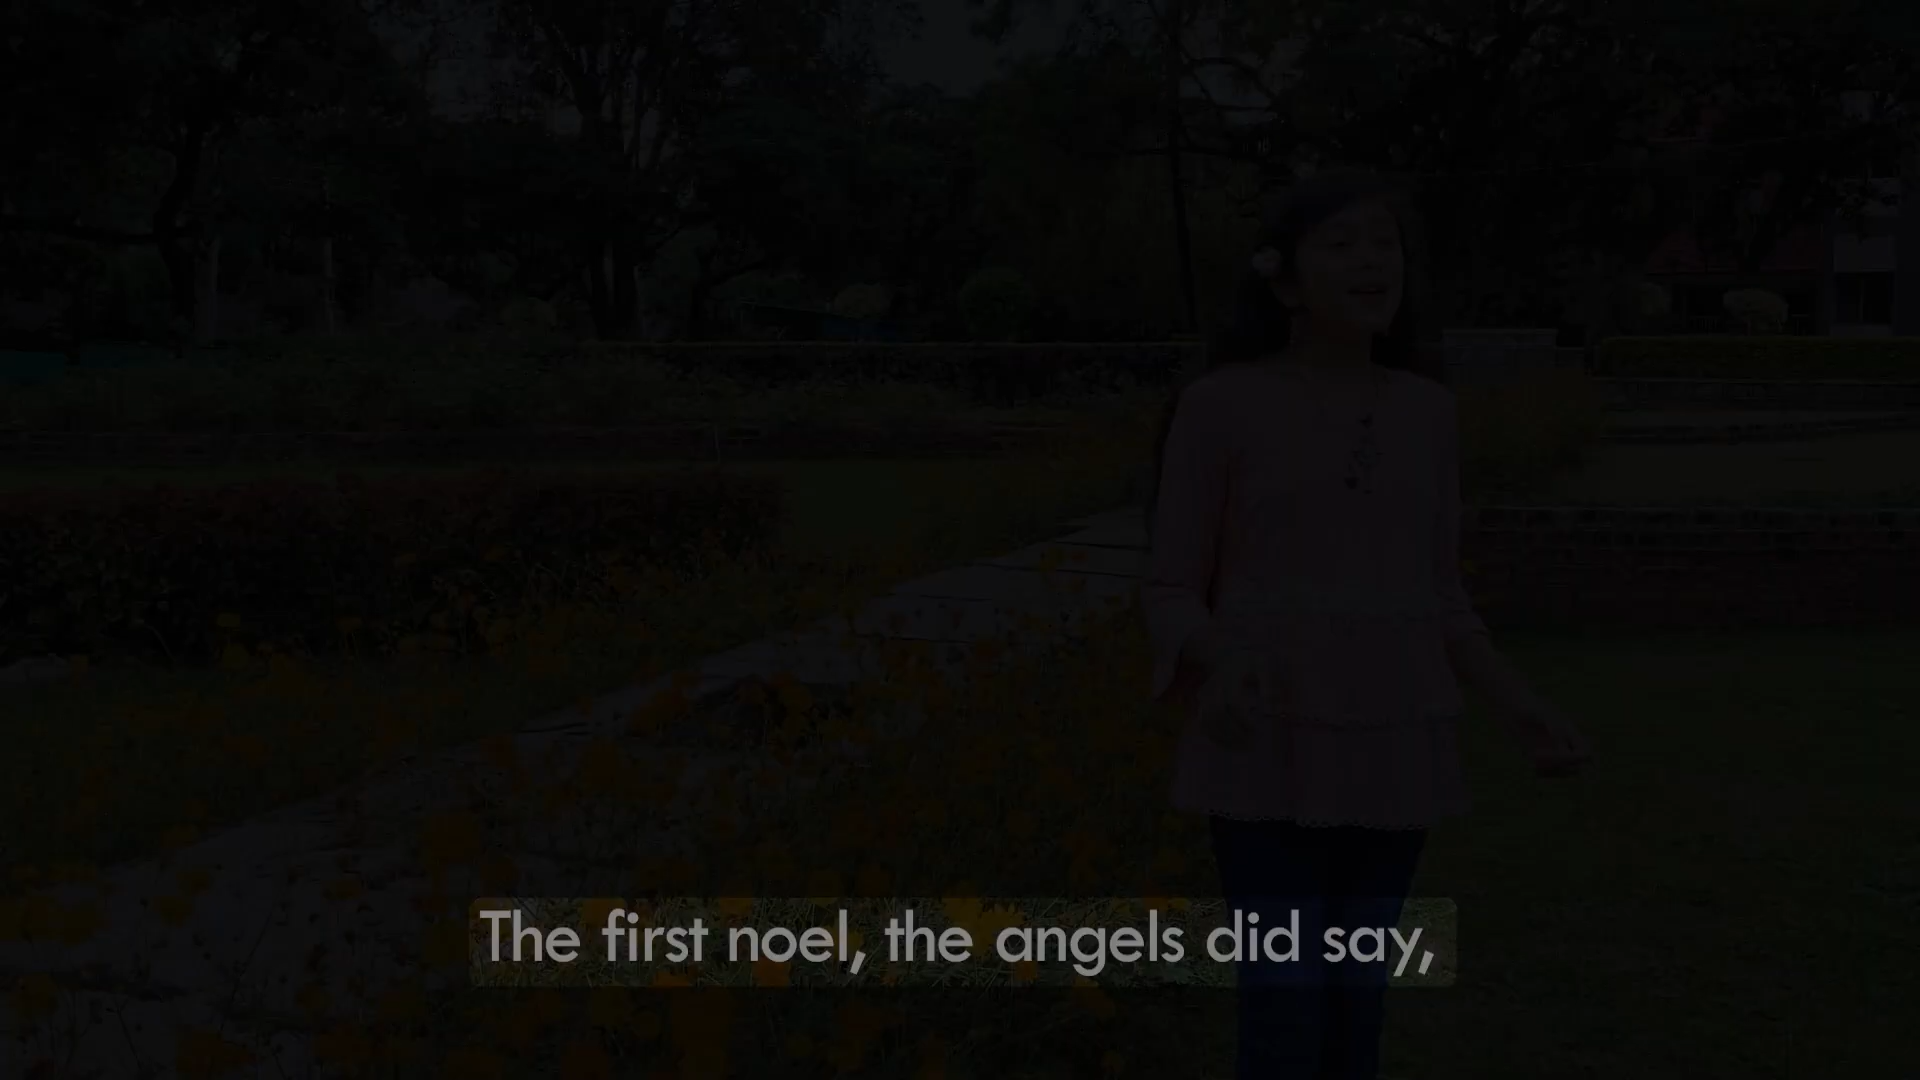 The first noel, the angels did say,